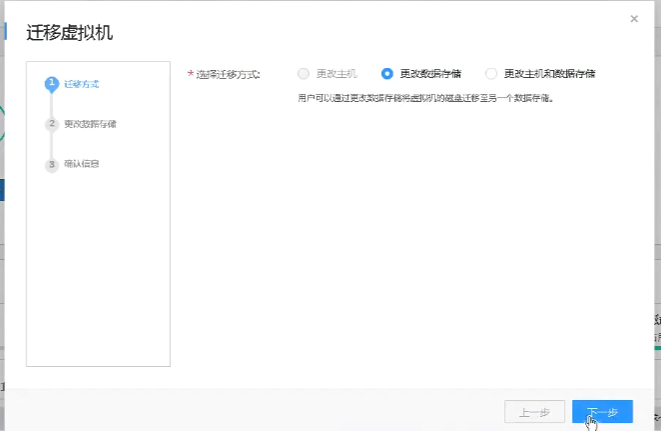 迁移虚拟机
×
1 迁移方式
2 更改数据存储
3 确认信息
*选择迁移方式: 更改主机 更改数据存储 更改主机和数据存储
用户可以通过更改数据存储将虚拟机的磁盘迁移至另一个数据存储。
上一步 下一步